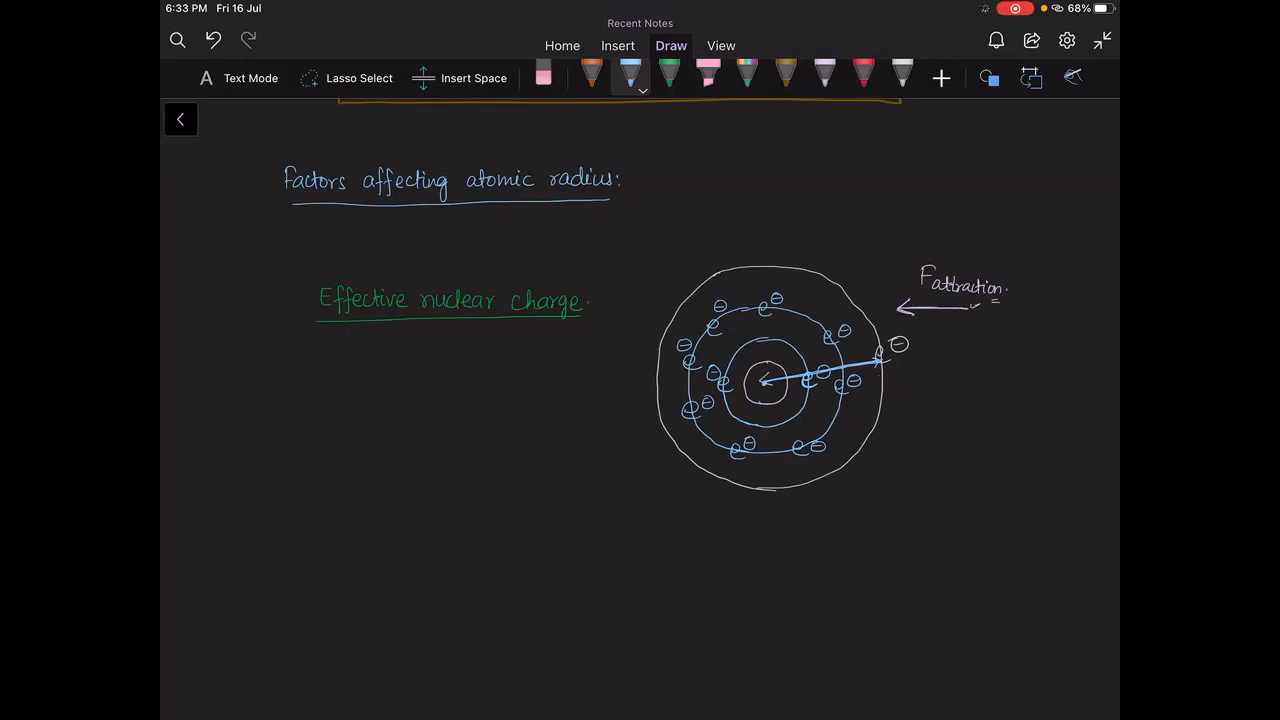 6:33 PM Fri 16 Jul
68%
Recent Notes
Home Insert Draw View
A Text Mode Lasso Select Insert Space
Factors affecting atomic radius:
Effective nuclear charge.
Fattraction.
e⊖ e⊖ e⊖ e⊖ e⊖ e⊖ e⊖ e⊖ e⊖ e⊖ e⊖